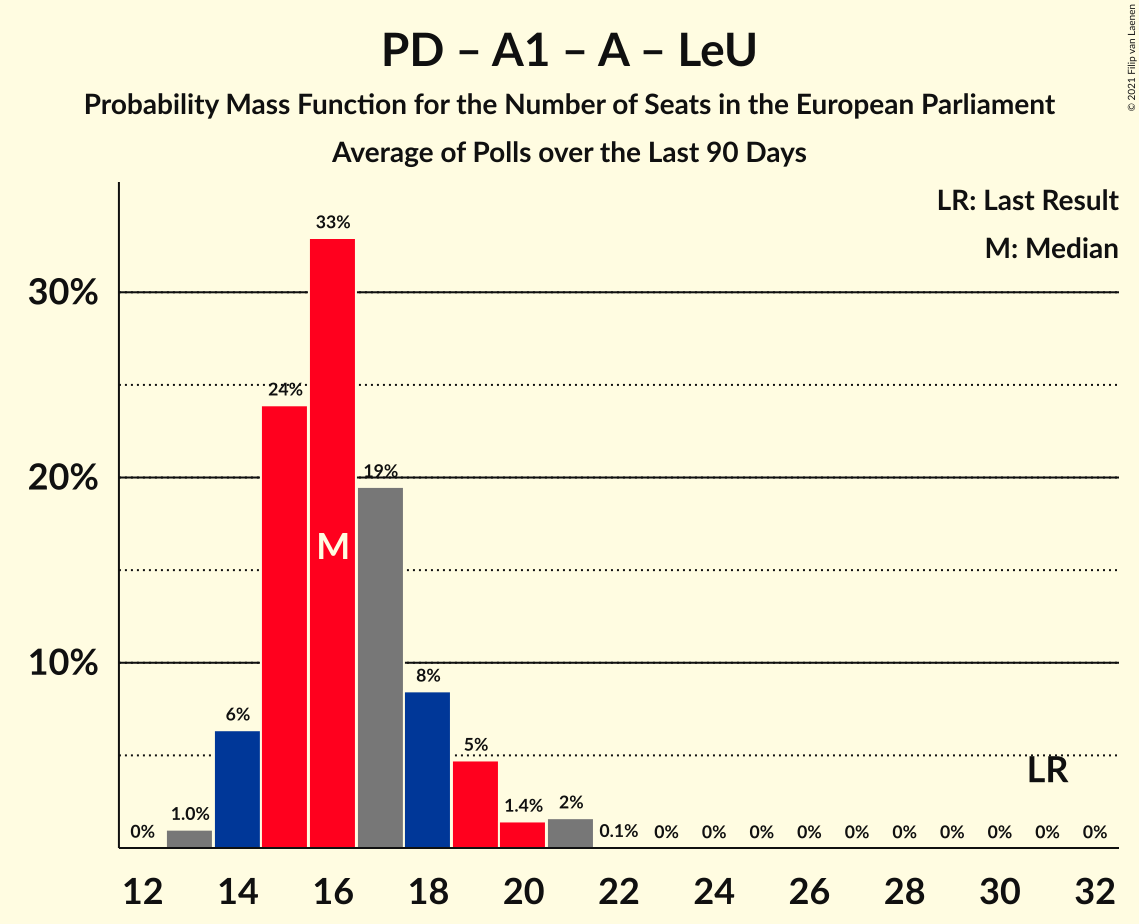 PD – A1 – A – LeU
Probability Mass Function for the Number of Seats in the European Parliament
Average of Polls over the Last 90 Days
© 2021 Filip van Laenen
LR: Last Result
M: Median
30%
20%
10%
0%
1.0%
6%
24%
33%
19%
8%
5%
1.4%
2%
0.1%
0%
0%
0%
0%
0%
0%
0%
0%
0%
0%
M
LR
12 14 16 18 20 22 24 26 28 30 32